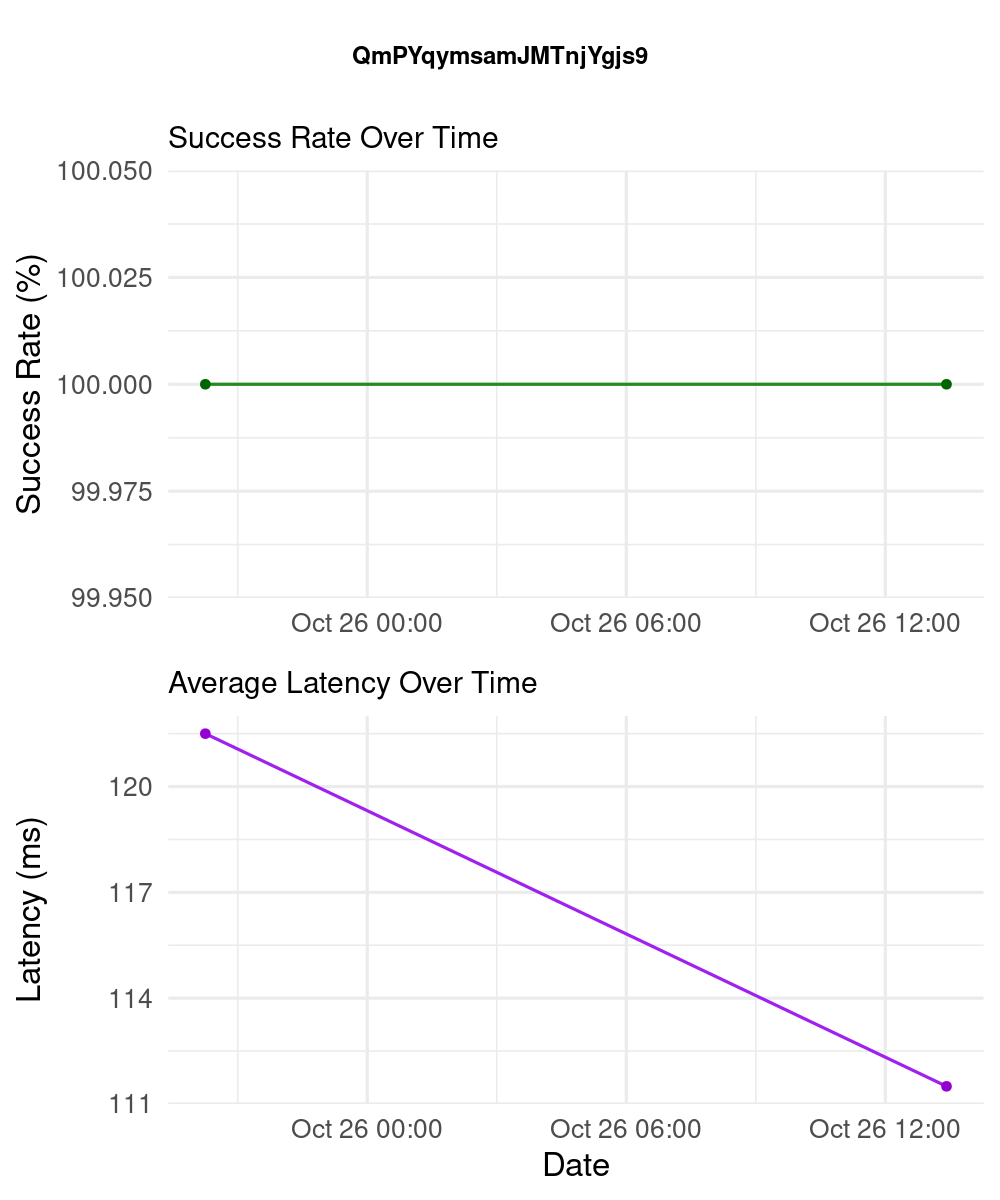 QmPYqymsamJMTnjYgjs9
Success Rate Over Time
Success Rate (%)
100.050
100.025
100.000
99.975
99.950
Oct 26 00:00 Oct 26 06:00 Oct 26 12:00
Average Latency Over Time
Latency (ms)
120
117
114
111
Oct 26 00:00 Oct 26 06:00 Oct 26 12:00
Date